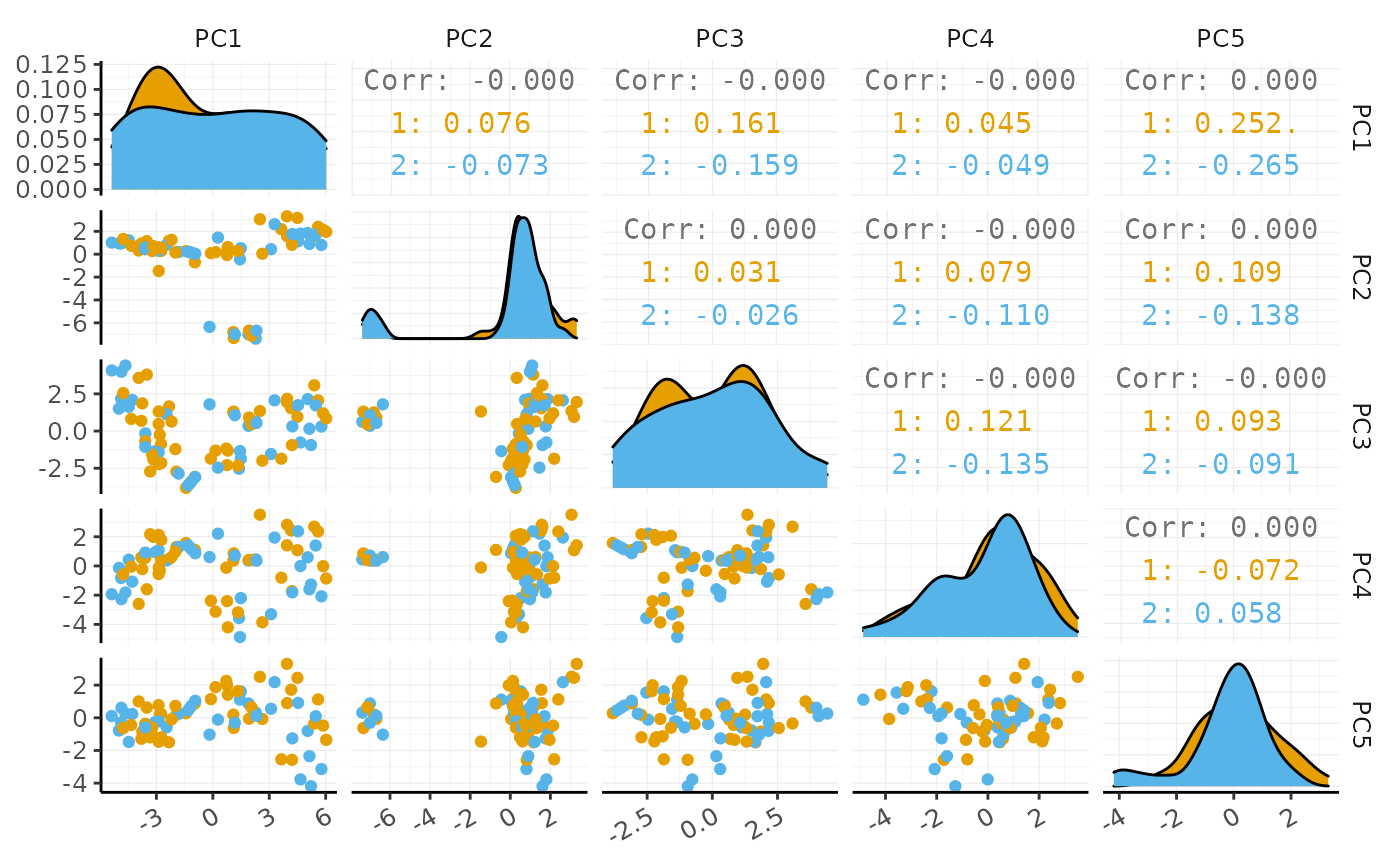 PC1 PC2 PC3 PC4 PC5
0.125
0.100
0.075
0.050
0.025
0.000
Corr: -0.000
1: 0.076
2: -0.073
Corr: -0.000
1: 0.161
2: -0.159
Corr: -0.000
1: 0.045
2: -0.049
Corr: 0.000
1: 0.252.
2: -0.265
PC1
2
0
-2
-4
-6
Corr: 0.000
1: 0.031
2: -0.026
Corr: -0.000
1: 0.079
2: -0.110
Corr: 0.000
1: 0.109
2: -0.138
PC2
2.5
0.0
-2.5
Corr: -0.000
1: 0.121
2: -0.135
Corr: -0.000
1: 0.093
2: -0.091
PC3
2
0
-2
-4
Corr: 0.000
1: -0.072
2: 0.058
PC4
2
0
-2
-4
PC5
-3 0 3 6
-6 -4 -2 0 2
-2.5 0.0 2.5
-4 -2 0 2
-4 -2 0 2